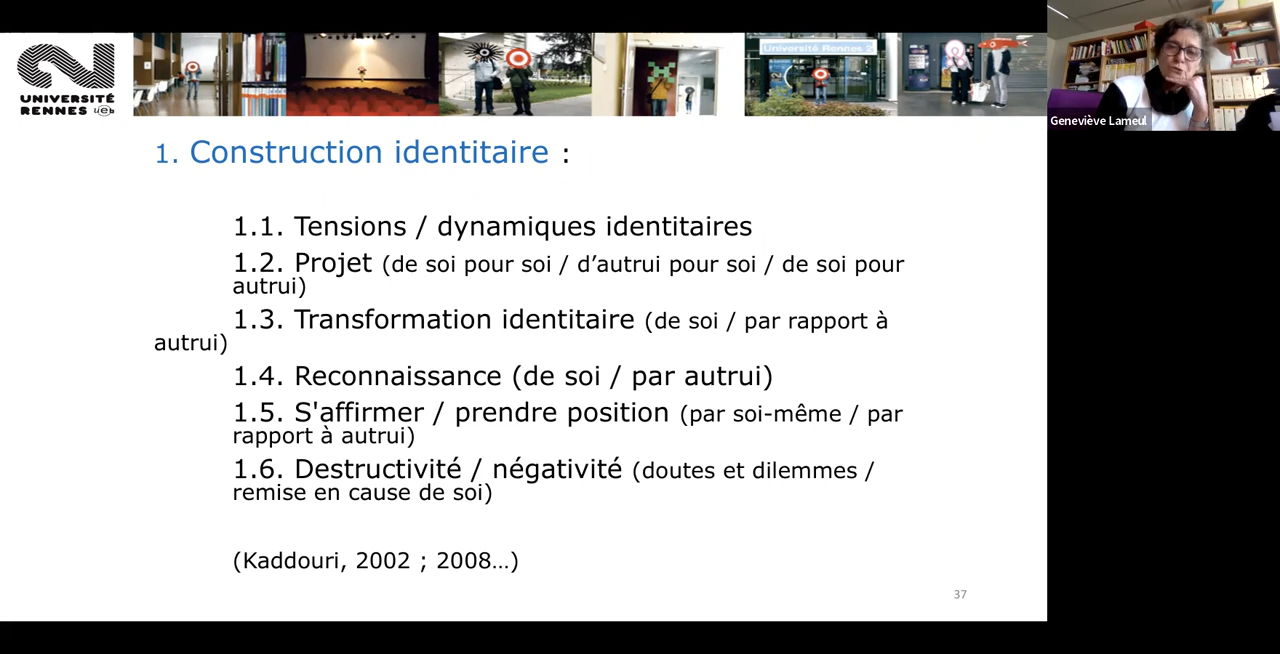 UNIVERSITÉ
RENNES ueb
Université Rennes 2
Geneviève Lameul
1. Construction identitaire :
1.1. Tensions / dynamiques identitaires
1.2. Projet (de soi pour soi / d’autrui pour soi / de soi pour
autrui)
1.3. Transformation identitaire (de soi / par rapport à
autrui)
1.4. Reconnaissance (de soi / par autrui)
1.5. S'affirmer / prendre position (par soi-même / par
rapport à autrui)
1.6. Destructivité / négativité (doutes et dilemmes /
remise en cause de soi)
(Kaddouri, 2002 ; 2008…)
37